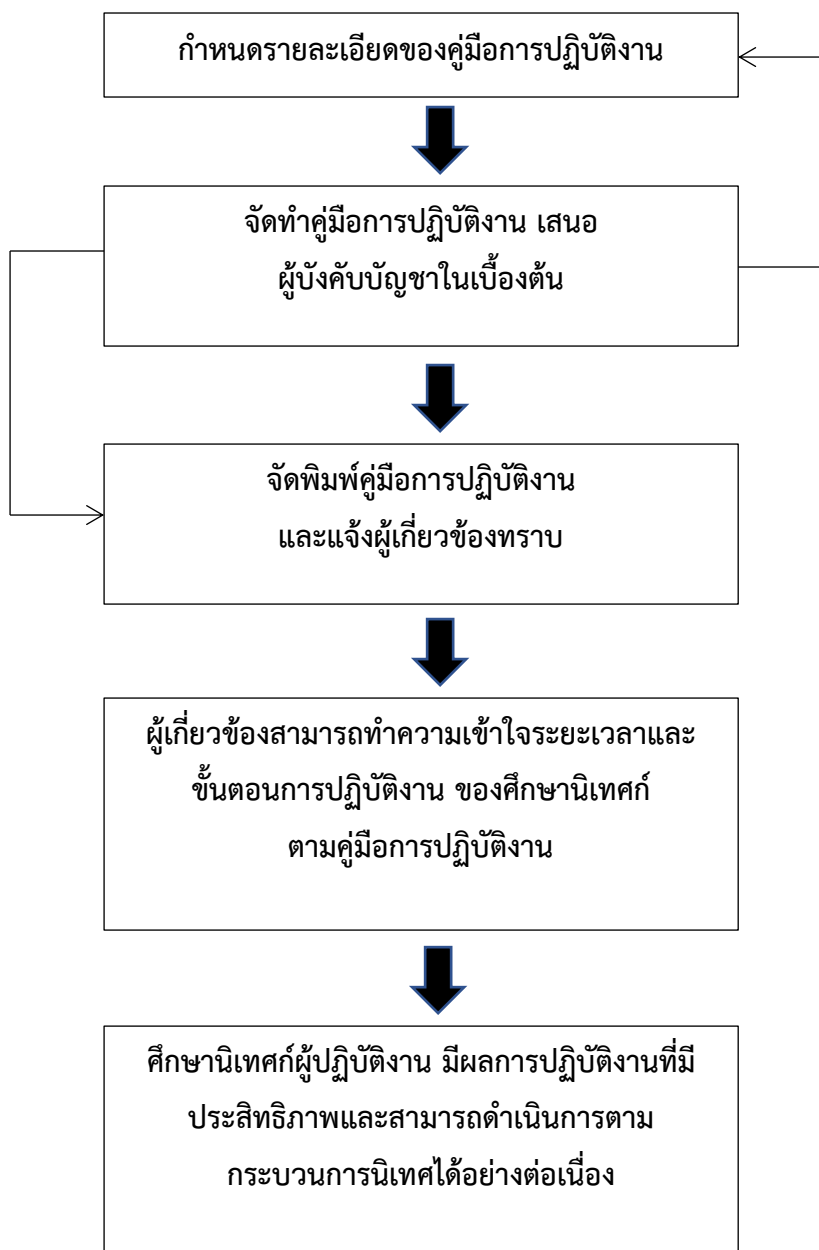 กำหนดรายละเอียดของคู่มือการปฏิบัติงาน
จัดทำคู่มือการปฏิบัติงาน เสนอ
ผู้บังคับบัญชาในเบื้องต้น
จัดพิมพ์คู่มือการปฏิบัติงาน
และแจ้งผู้เกี่ยวข้องทราบ
ผู้เกี่ยวข้องสามารถทำความเข้าใจระยะเวลาและ
ขั้นตอนการปฏิบัติงาน ของศึกษานิเทศก์
ตามคู่มือการปฏิบัติงาน
ศึกษานิเทศก์ผู้ปฏิบัติงาน มีผลการปฏิบัติงานที่มี
ประสิทธิภาพและสามารถดำเนินการตาม
กระบวนการนิเทศได้อย่างต่อเนื่อง